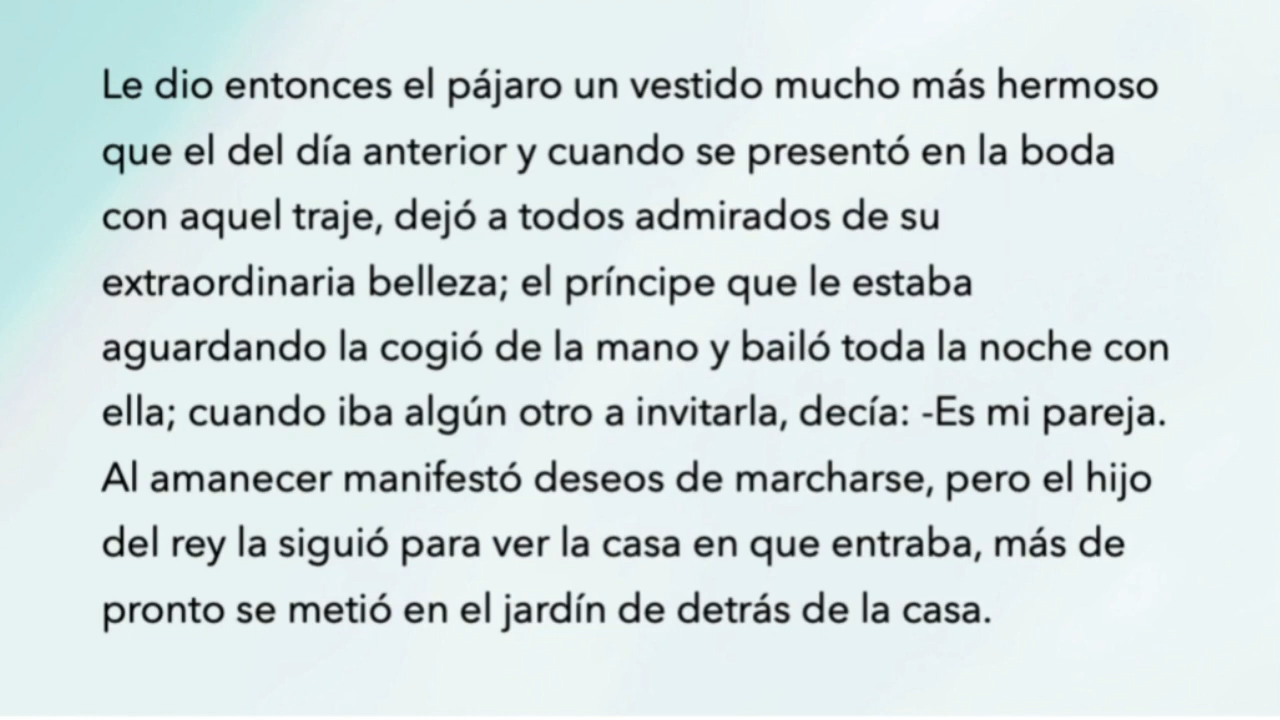 Le dio entonces el pájaro un vestido mucho más hermoso
que el del día anterior y cuando se presentó en la boda
con aquel traje, dejó a todos admirados de su
extraordinaria belleza; el príncipe que le estaba
aguardando la cogió de la mano y bailó toda la noche con
ella; cuando iba algún otro a invitarla, decía: -Es mi pareja.
Al amanecer manifestó deseos de marcharse, pero el hijo
del rey la siguió para ver la casa en que entraba, más de
pronto se metió en el jardín de detrás de la casa.